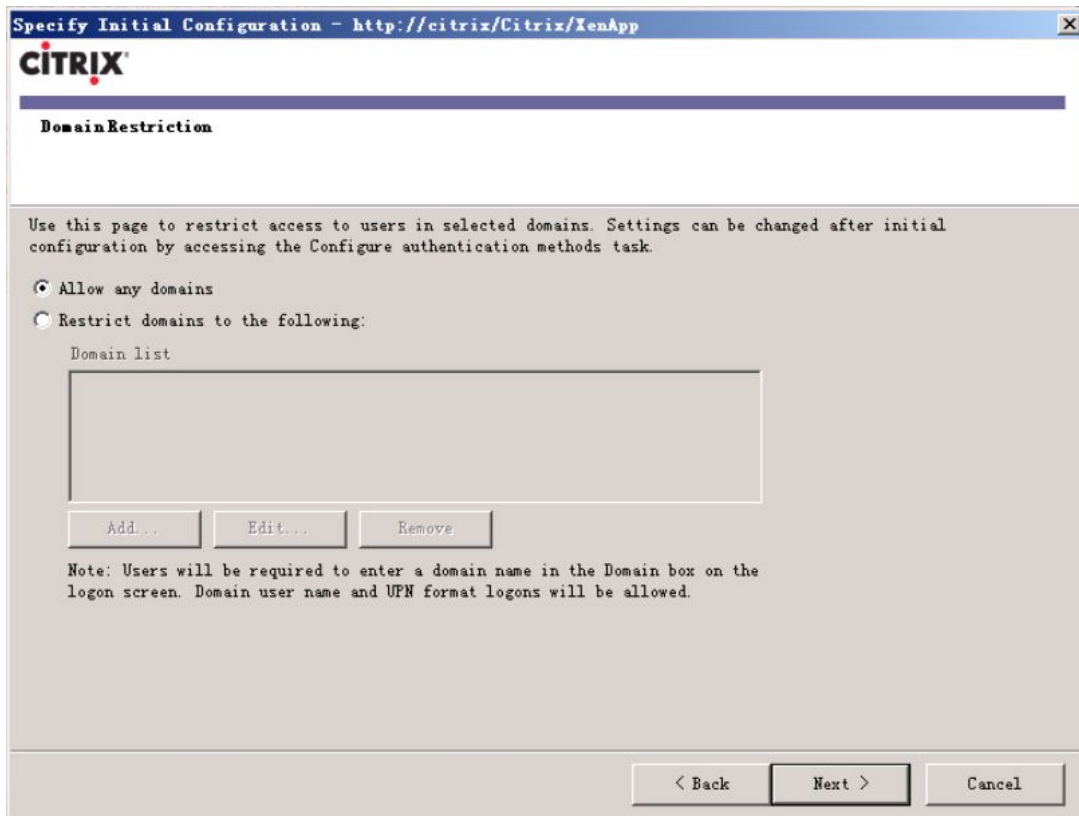 Specify Initial Configuration - http://citrix/Citrix/XenApp
CITRIX
DomainRestriction
Use this page to restrict access to users in selected domains. Settings can be changed after initial
configuration by accessing the Configure authentication methods task.
Allow any domains
Restrict domains to the following:
Domain list
Add...
Edit...
Remove
Note: Users will be required to enter a domain name in the Domain box on the
logon screen. Domain user name and UPN format logons will be allowed.
< Back
Next >
Cancel